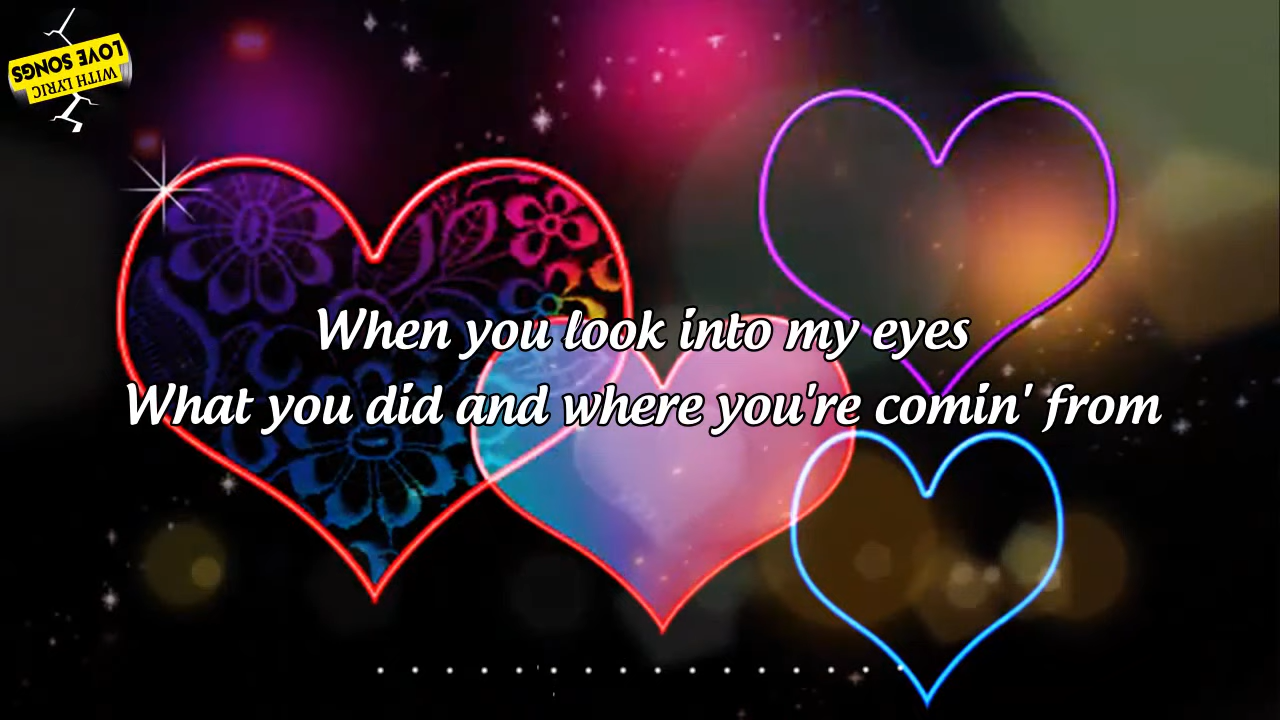 LOVE SONGS
WITH LYRIC
When you look into my eyes
What you did and where you're comin' from